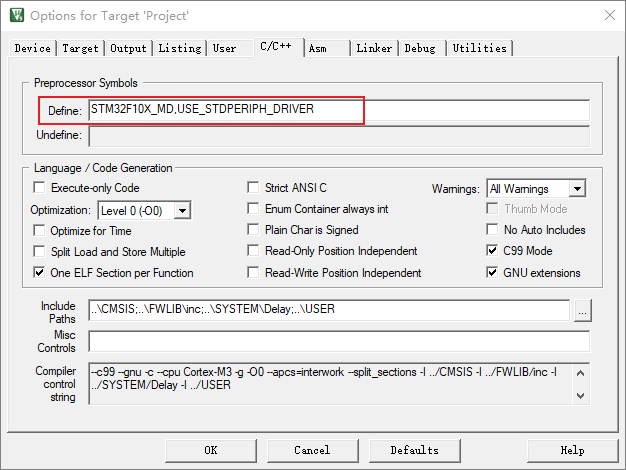 Options for Target 'Project'
Device Target Output Listing User C/C++ Asm Linker Debug Utilities
Preprocessor Symbols
Define: STM32F10X_MD,USE_STDPERIPH_DRIVER
Undefine:
Language / Code Generation
Execute-only Code Strict ANSI C Warnings: All Warnings
Optimization: Level 0 (-O0) Enum Container always int Thumb Mode
Optimize for Time Plain Char is Signed No Auto Includes
Split Load and Store Multiple Read-Only Position Independent C99 Mode
One ELF Section per Function Read-Write Position Independent GNU extensions
Include Paths ..\CMSIS;..\FWLIB\inc;..\SYSTEM\Delay;..\USER ...
Misc Controls
Compiler control string --c99 --gnu -c --cpu Cortex-M3 -g -O0 --apcs=interwork --split_sections -I ../CMSIS -I ../FWLIB/inc -I
../SYSTEM/Delay -I ../USER
OK Cancel Defaults Help